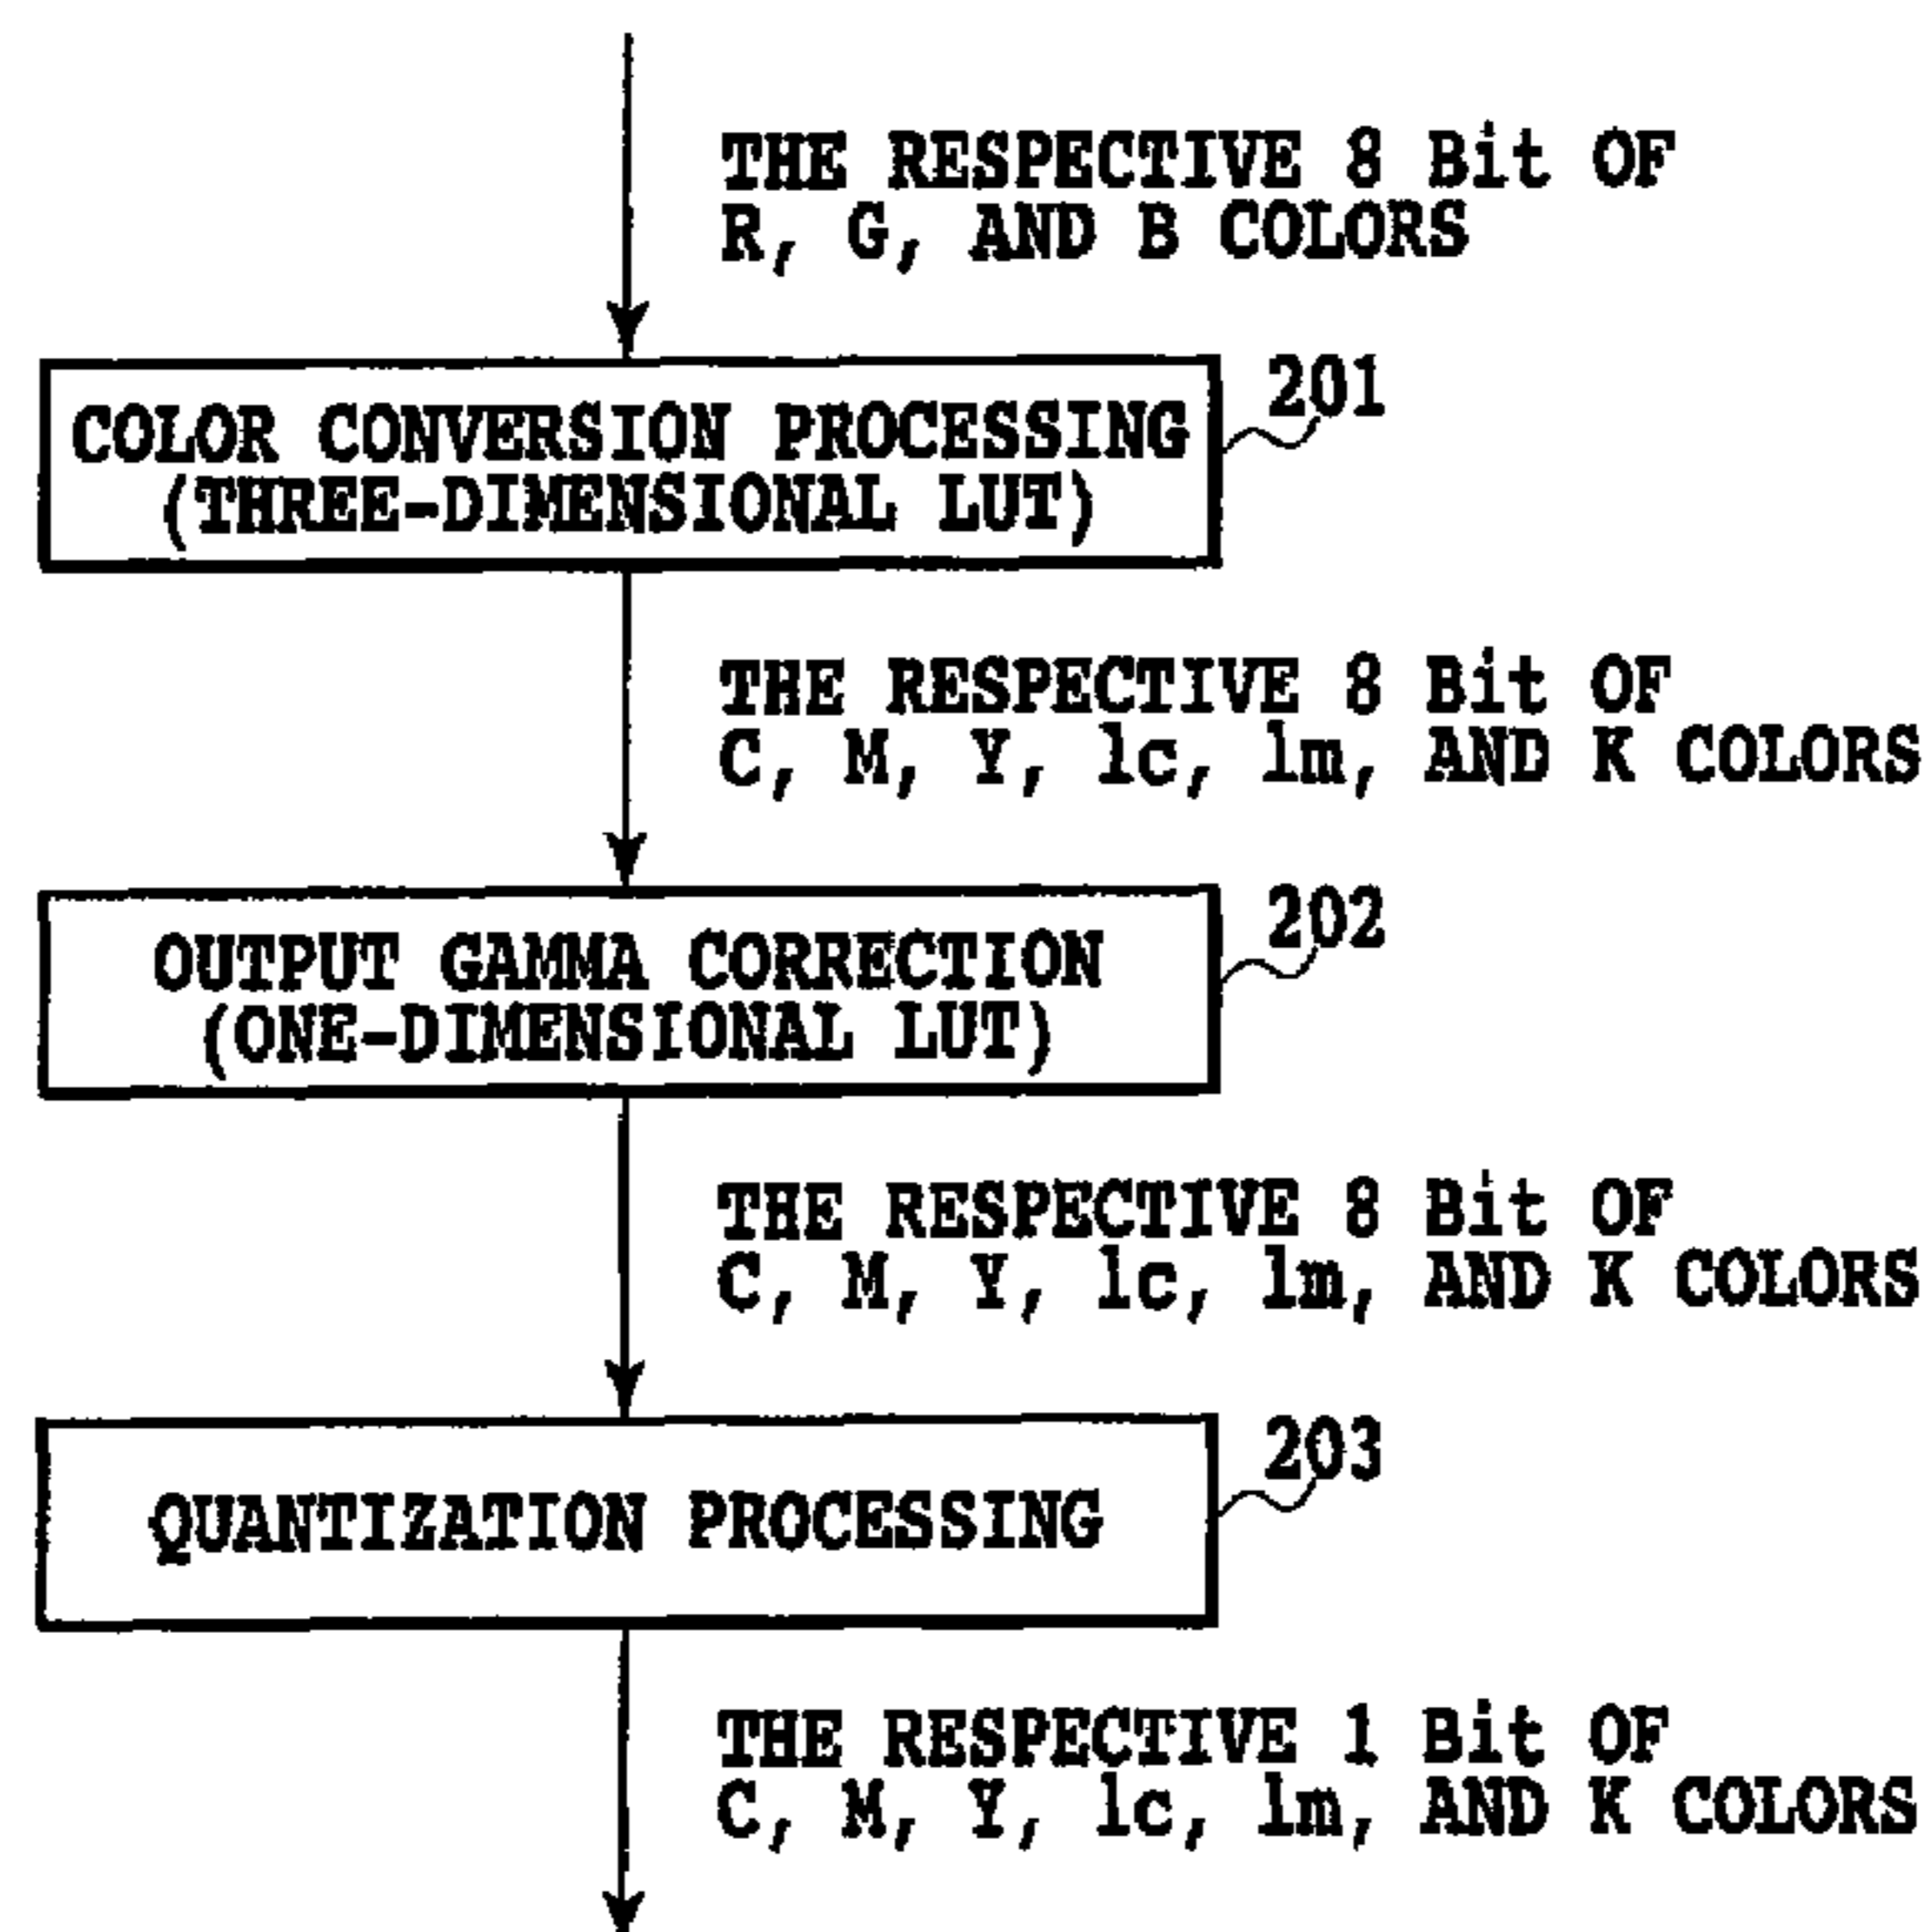 THE RESPECTIVE 8 Bit OF
R, G, AND B COLORS
201
COLOR CONVERSION PROCESSING
(THREE-DIMENSIONAL LUT)
THE RESPECTIVE 8 Bit OF
C, M, Y, lc, lm, AND K COLORS
202
OUTPUT GAMMA CORRECTION
(ONE-DIMENSIONAL LUT)
THE RESPECTIVE 8 Bit OF
C, M, Y, lc, lm, AND K COLORS
203
QUANTIZATION PROCESSING
THE RESPECTIVE 1 Bit OF
C, M, Y, lc, lm, AND K COLORS